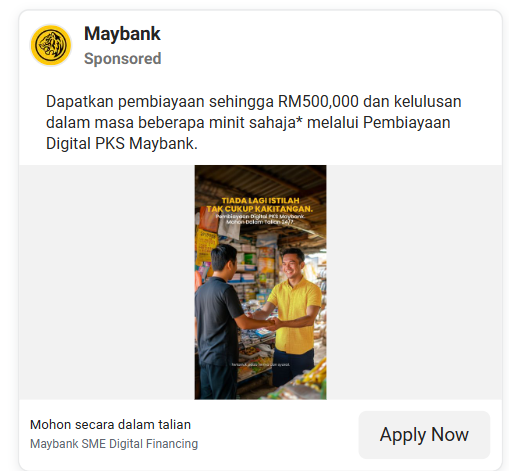 Maybank
Sponsored
Dapatkan pembiayaan sehingga RM500,000 dan kelulusan
dalam masa beberapa minit sahaja* melalui Pembiayaan
Digital PKS Maybank.
TIADA LAGI ISTILAH
TAK CUKUP KAKITANGAN.
Pembiayaan Digital PKS Maybank.
Mohon Dalam Talian 24/7.
Mohon secara dalam talian
Maybank SME Digital Financing
Apply Now